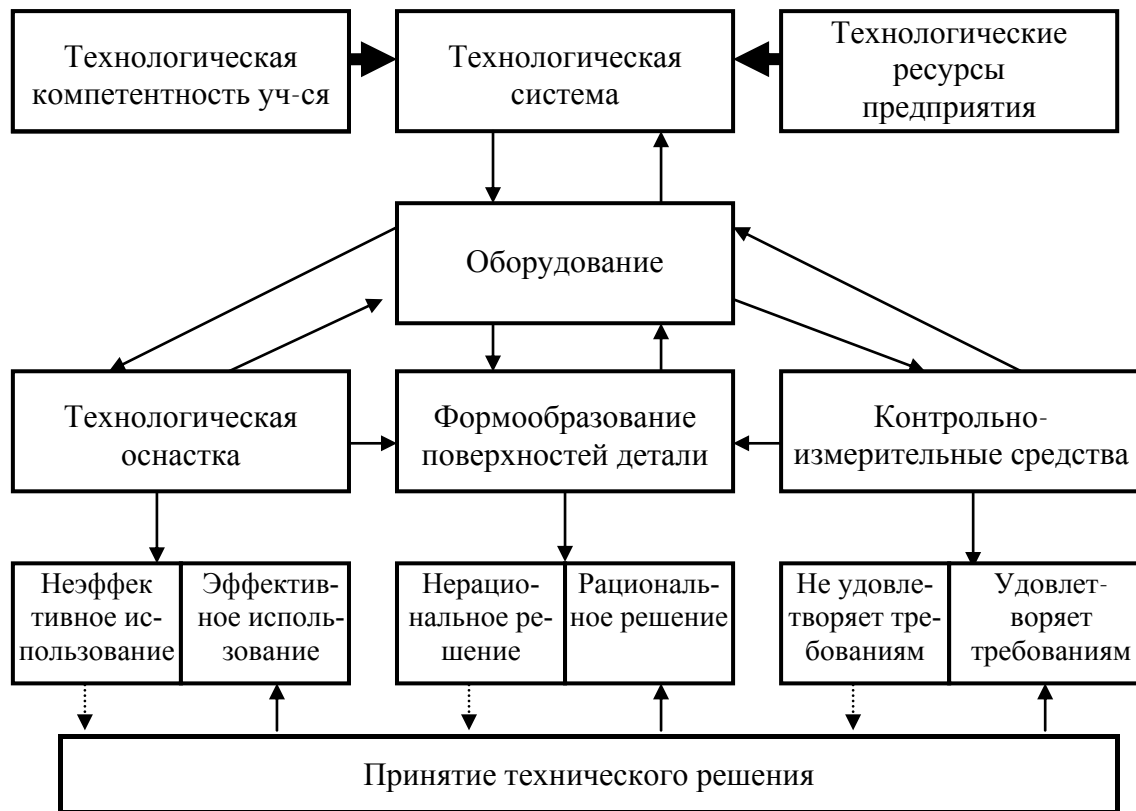 Технологическая
компетентность уч-ся
Технологическая
система
Технологические
ресурсы
предприятия
Оборудование
Технологическая
оснастка
Формообразование
поверхностей детали
Контрольно-
измерительные средства
Неэффек
тивное ис-
пользование
Эффектив-
ное исполь-
зование
Нерацио-
нальное ре-
шение
Рациональ-
ное решение
Не удовле-
творяет тре-
бованиям
Удовлет-
воряет
требованиям
Принятие технического решения